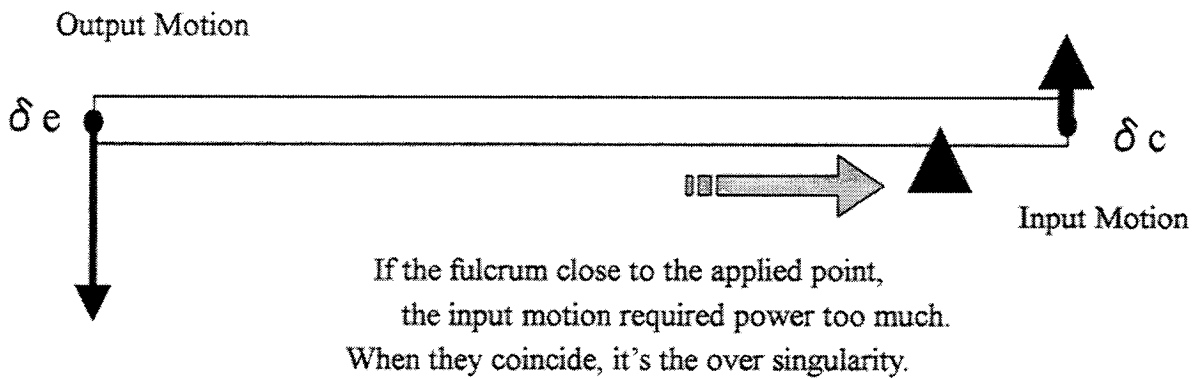 Output Motion
δ e
δ c
Input Motion
If the fulcrum close to the applied point,
the input motion required power too much.
When they coincide, it's the over singularity.